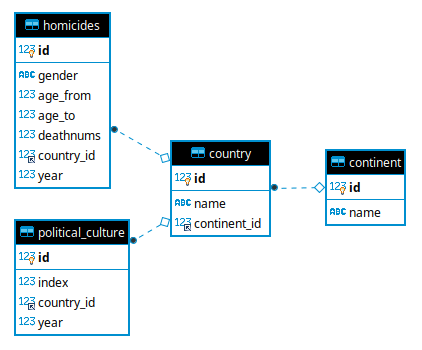 homicides
123 id
ABC gender
123 age_from
123 age_to
123 deathnums
123 country_id
123 year
country
123 id
ABC name
123 continent_id
continent
123 id
ABC name
political_culture
123 id
123 index
123 country_id
123 year